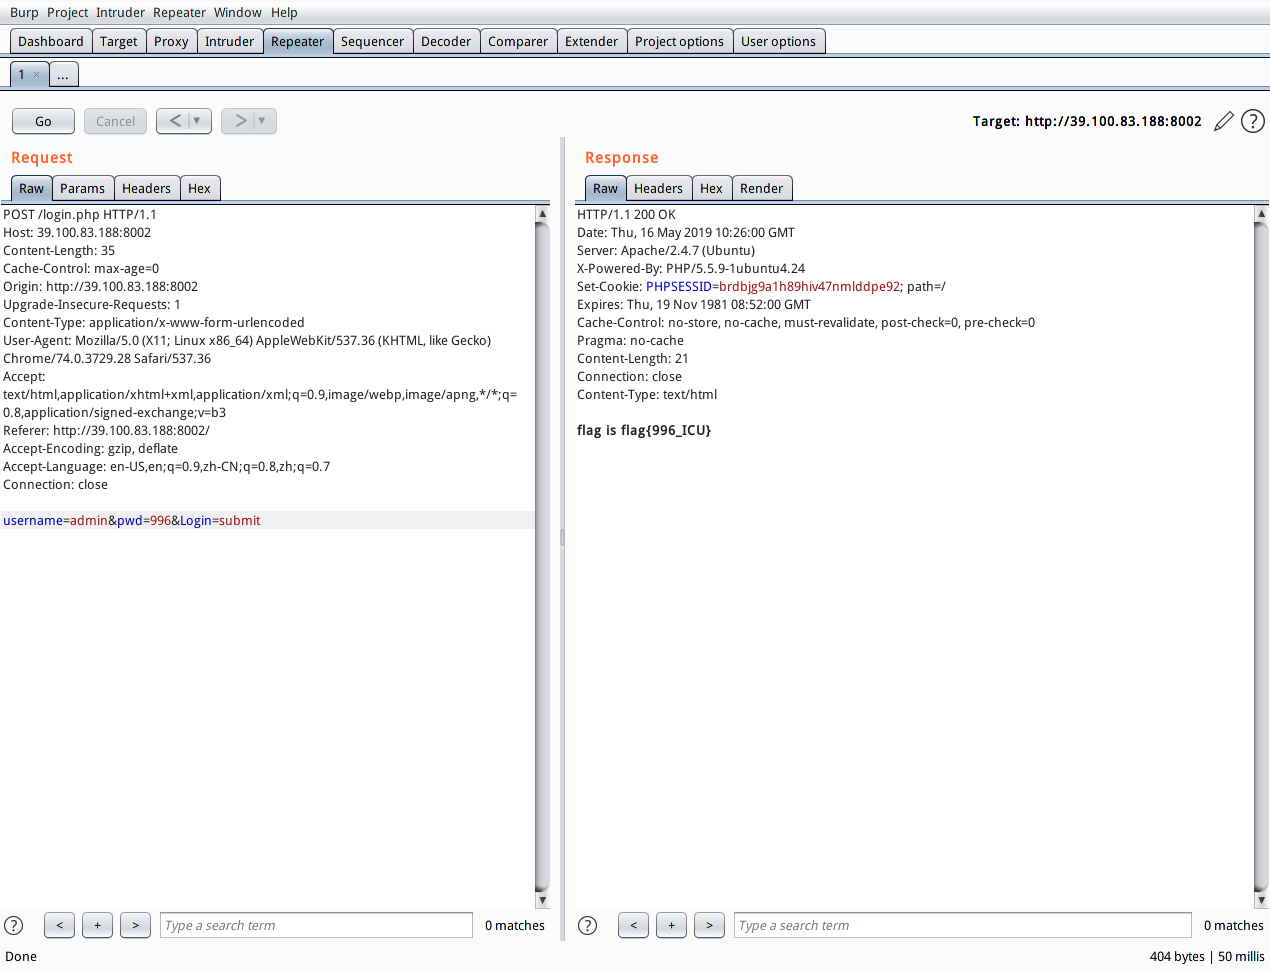 Burp Project Intruder Repeater Window Help
Dashboard Target Proxy Intruder Repeater Sequencer Decoder Comparer Extender Project options User options
1 × ...
Go Cancel < ▼ > ▼ Target: http://39.100.83.188:8002 ?
Request
Raw Params Headers Hex
POST /login.php HTTP/1.1
Host: 39.100.83.188:8002
Content-Length: 35
Cache-Control: max-age=0
Origin: http://39.100.83.188:8002
Upgrade-Insecure-Requests: 1
Content-Type: application/x-www-form-urlencoded
User-Agent: Mozilla/5.0 (X11; Linux x86_64) AppleWebKit/537.36 (KHTML, like Gecko)
Chrome/74.0.3729.28 Safari/537.36
Accept:
text/html,application/xhtml+xml,application/xml;q=0.9,image/webp,image/apng,*/*;q=
0.8,application/signed-exchange;v=b3
Referer: http://39.100.83.188:8002/
Accept-Encoding: gzip, deflate
Accept-Language: en-US,en;q=0.9,zh-CN;q=0.8,zh;q=0.7
Connection: close
username=admin&pwd=996&Login=submit
? < + > Type a search term 0 matches
Response
Raw Headers Hex Render
HTTP/1.1 200 OK
Date: Thu, 16 May 2019 10:26:00 GMT
Server: Apache/2.4.7 (Ubuntu)
X-Powered-By: PHP/5.5.9-1ubuntu4.24
Set-Cookie: PHPSESSID=brdbjg9a1h89hiv47nmlddpe92; path=/
Expires: Thu, 19 Nov 1981 08:52:00 GMT
Cache-Control: no-store, no-cache, must-revalidate, post-check=0, pre-check=0
Pragma: no-cache
Content-Length: 21
Connection: close
Content-Type: text/html
flag is flag{996_ICU}
? < + > Type a search term 0 matches
Done 404 bytes | 50 millis